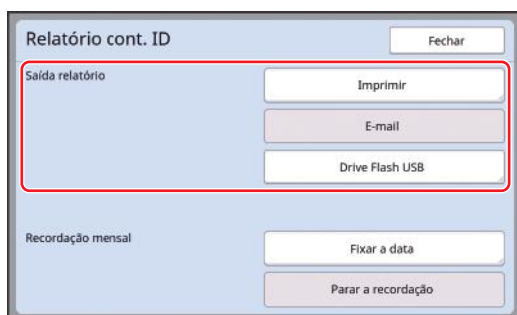 Relatório cont. ID
Fechar
Saída relatório
Imprimir
E-mail
Drive Flash USB
Recordação mensal
Fixar a data
Parar a recordação